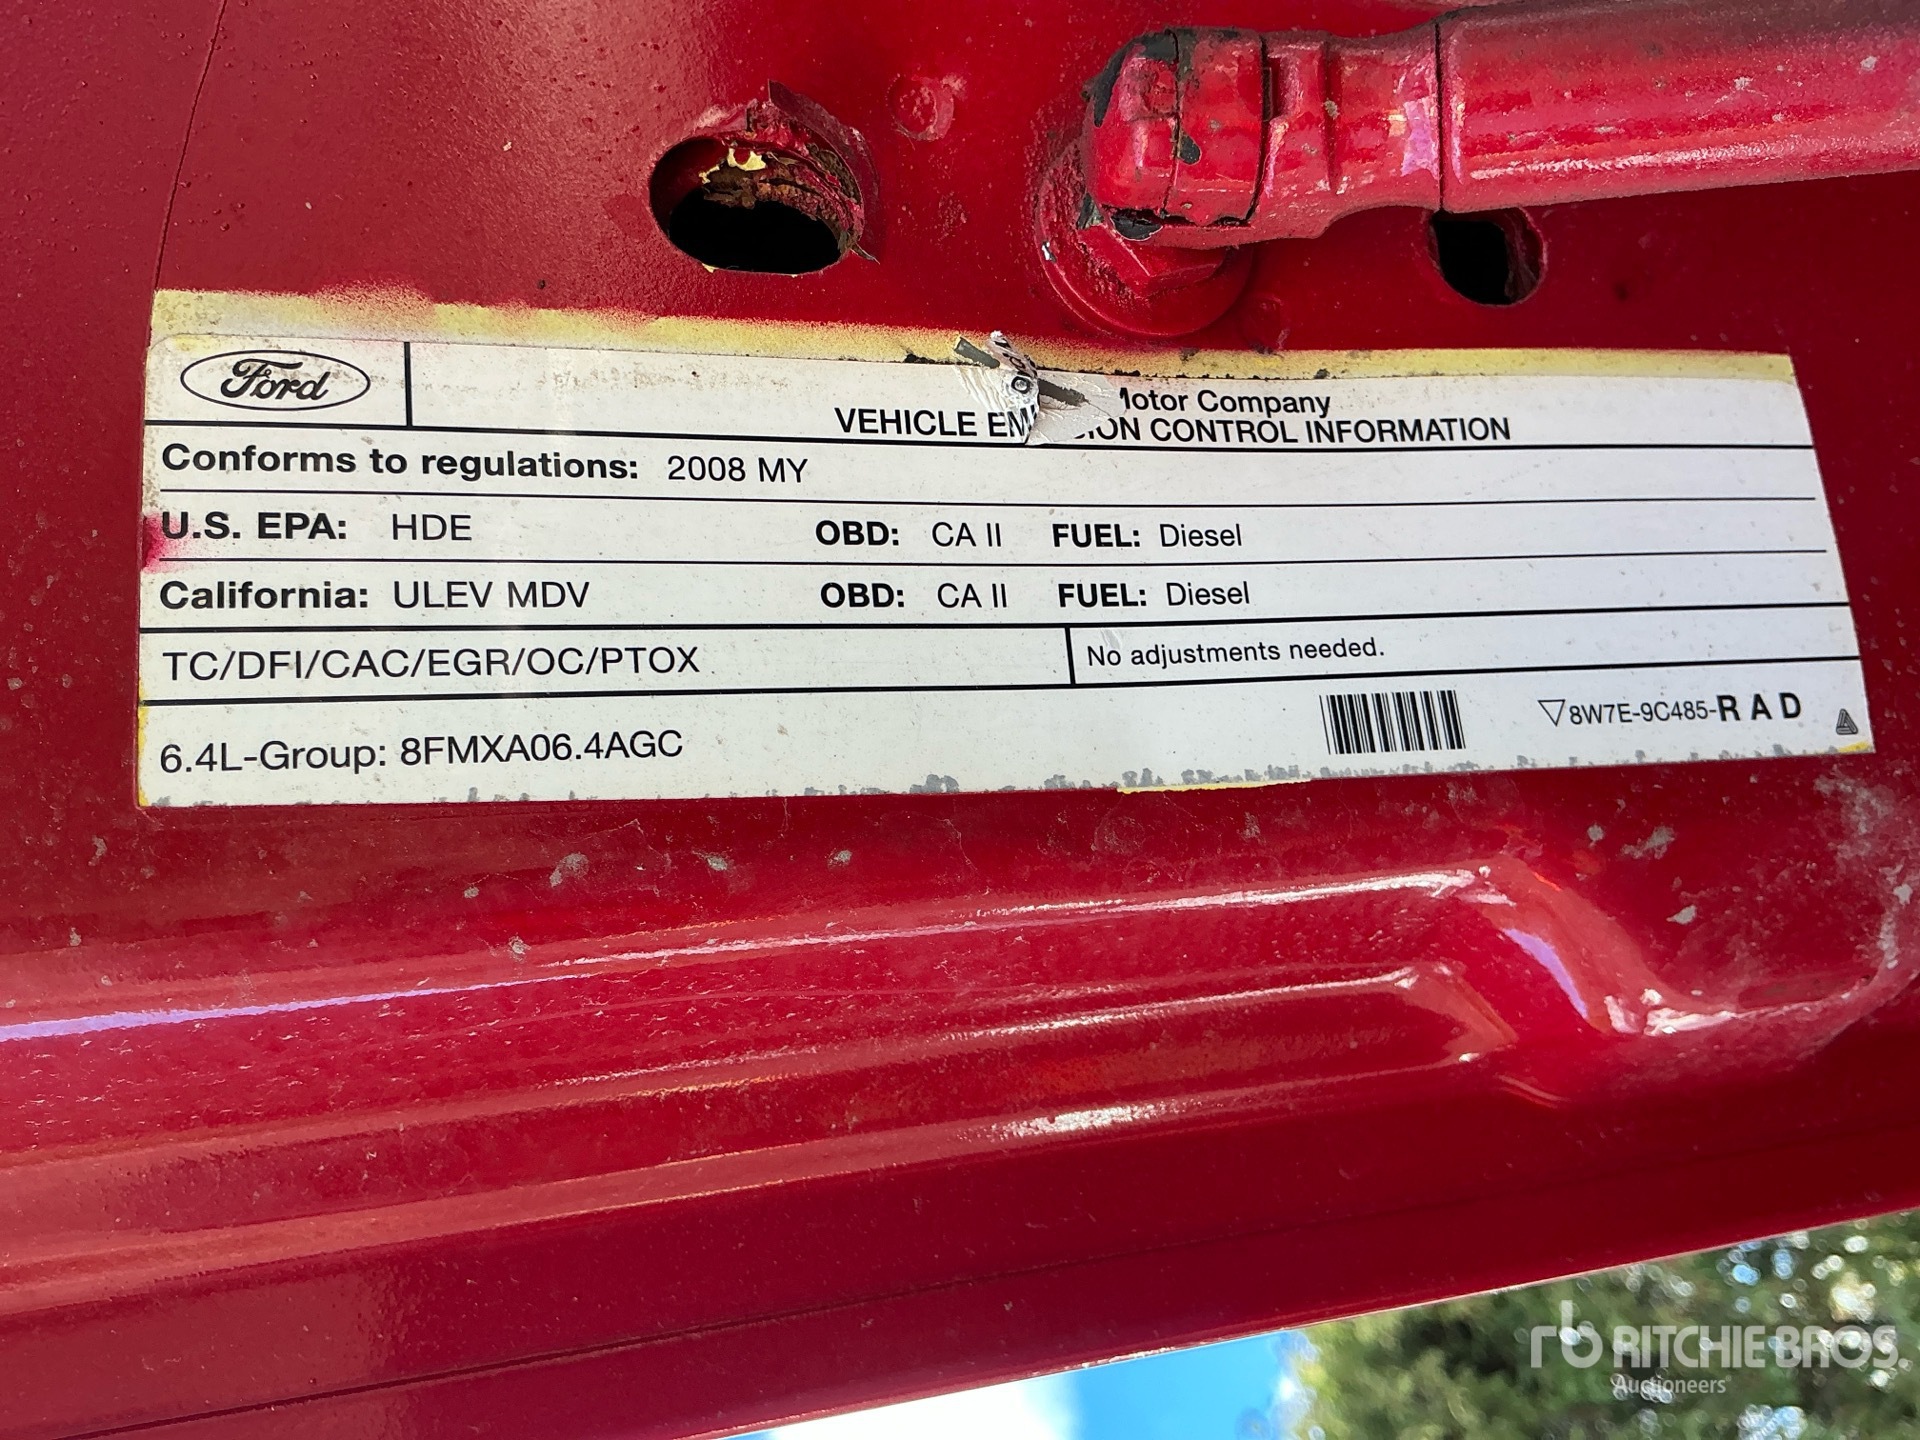 Ford
Motor Company
VEHICLE CONTROL INFORMATION
Conforms to regulations: 2008 MY
U.S. EPA: HDE OBD: CA II FUEL: Diesel
California: ULEV MDV OBD: CA II FUEL: Diesel
TC/DFI/CAC/EGR/OC/PTOX No adjustments needed.
6.4L-Group: 8FMXA06.4AGC 8W7E-9C485-RAD
rb RITCHIE BROS.
Auctioneers